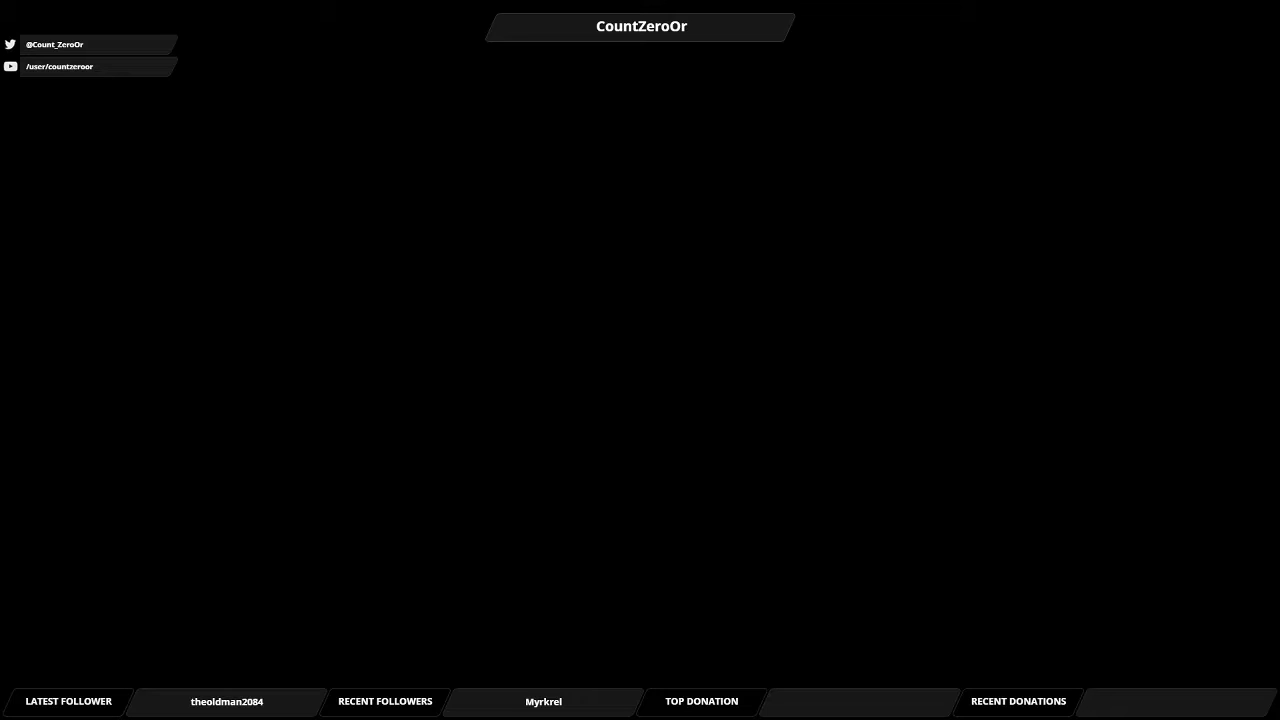 CountZeroOr
@Count_ZeroOr
/user/countzeroor
LATEST FOLLOWER
theoldman2084
RECENT FOLLOWERS
Myrkrel
TOP DONATION
RECENT DONATIONS